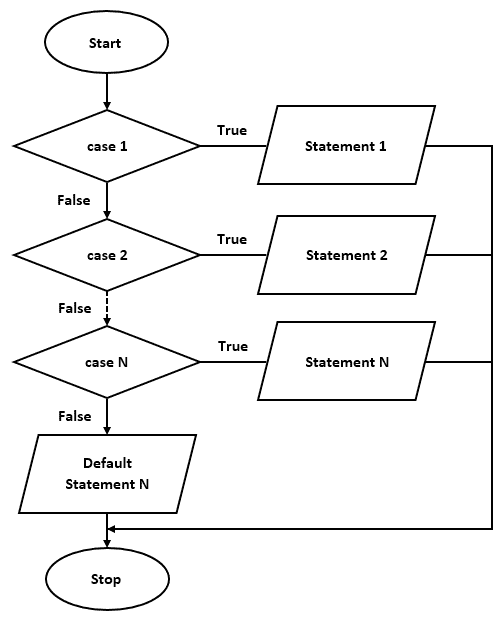 Start
case 1
True
Statement 1
False
case 2
True
Statement 2
False
case N
True
Statement N
False
Default
Statement N
Stop